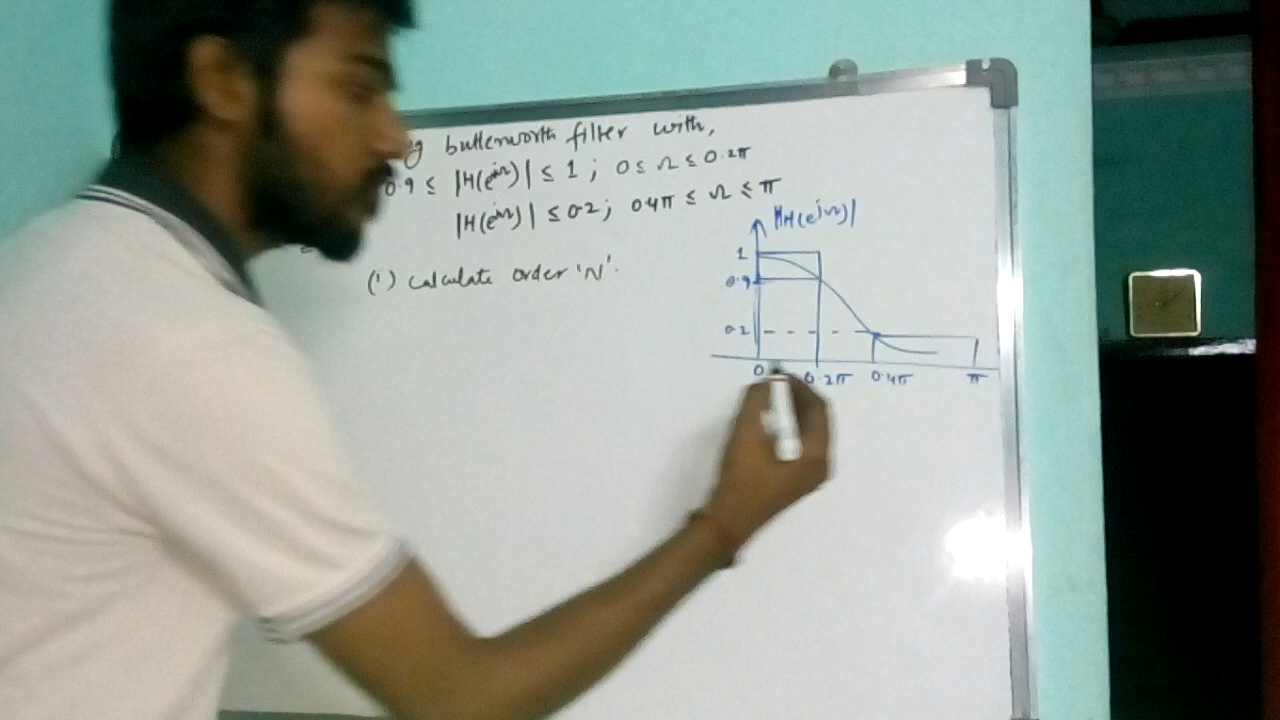 butterworth filter with,
0.9 ≤ |H(e^jΩ)| ≤ 1 ; 0 ≤ Ω ≤ 0.2π
|H(e^jΩ)| ≤ 0.2 ; 0.4π ≤ Ω ≤ π
(1) calculate order 'N'.
|H(e^jΩ)|
1
0.9
0.2
0 0.2π 0.4π π